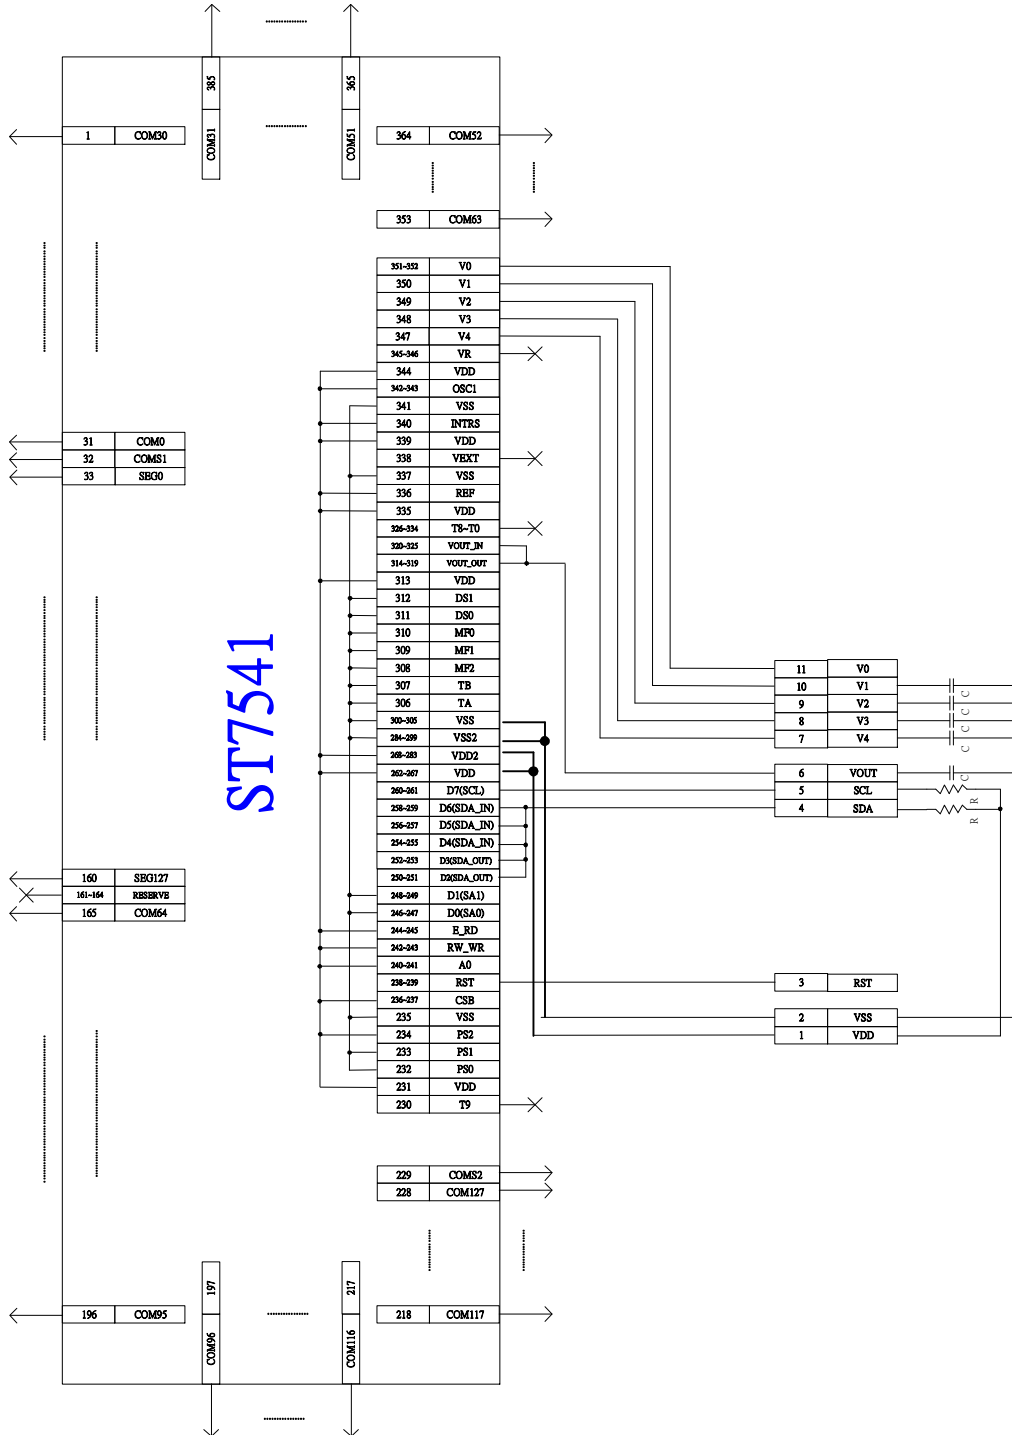 385
365
COM31
COM51
1 COM30
364 COM52
353 COM63
351~352 V0
350 V1
349 V2
348 V3
347 V4
345~346 VR
344 VDD
342~343 OSC1
341 VSS
340 INTRS
339 VDD
338 VEXT
337 VSS
336 REF
335 VDD
326~334 T8~T0
320~325 VOUT_IN
314~319 VOUT_OUT
313 VDD
312 DS1
311 DS0
310 MF0
309 MF1
308 MF2
307 TB
306 TA
300~305 VSS
284~299 VSS2
268~283 VDD2
262~267 VDD
260~261 D7(SCL)
258~259 D6(SDA_IN)
256~257 D5(SDA_IN)
254~255 D4(SDA_IN)
252~253 D3(SDA_OUT)
250~251 D2(SDA_OUT)
248~249 D1(SA1)
246~247 D0(SA0)
244~245 E_RD
242~243 RW_WR
240~241 A0
238~239 RST
236~237 CSB
235 VSS
234 PS2
233 PS1
232 PS0
231 VDD
230 T9
229 COMS2
228 COM127
218 COM117
31 COM0
32 COMS1
33 SEG0
ST7541
160 SEG127
161~164 RESERVE
165 COM64
196 COM95
197
COM96
217
COM116
11 V0
10 V1
C
9 V2
C
8 V3
C
7 V4
C
6 VOUT
C
5 SCL
R
4 SDA
R
3 RST
2 VSS
1 VDD